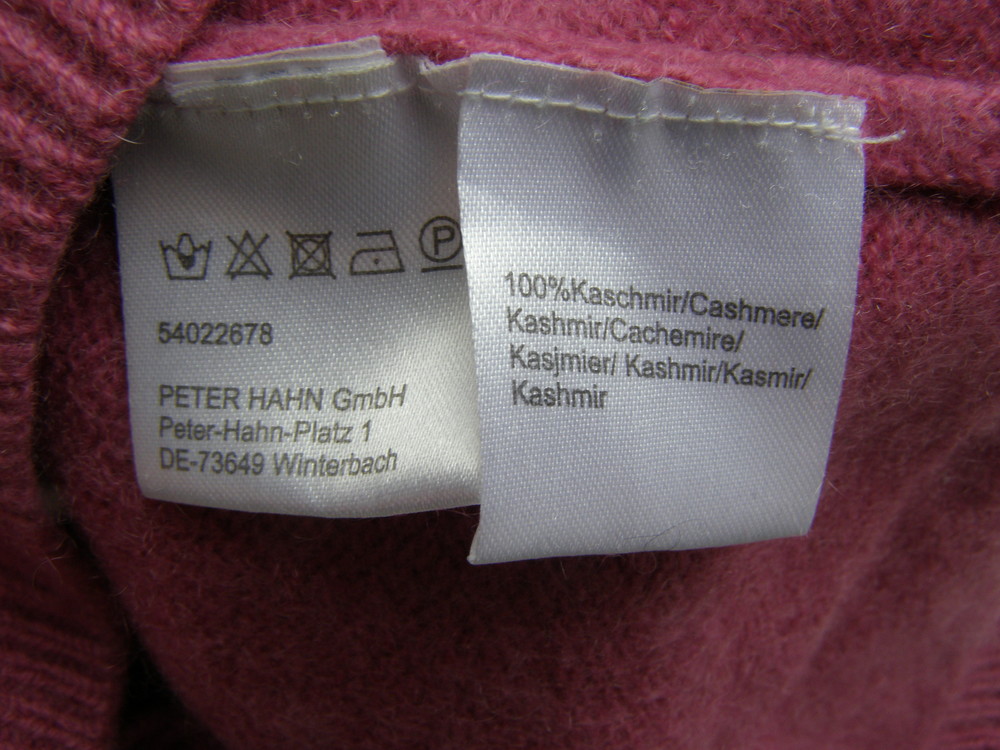 P
54022678
PETER HAHN GmbH
Peter-Hahn-Platz 1
DE-73649 Winterbach
100%Kaschmir/Cashmere/
Kashmir/Cachemire/
Kasjmier/ Kashmir/Kasmir/
Kashmir